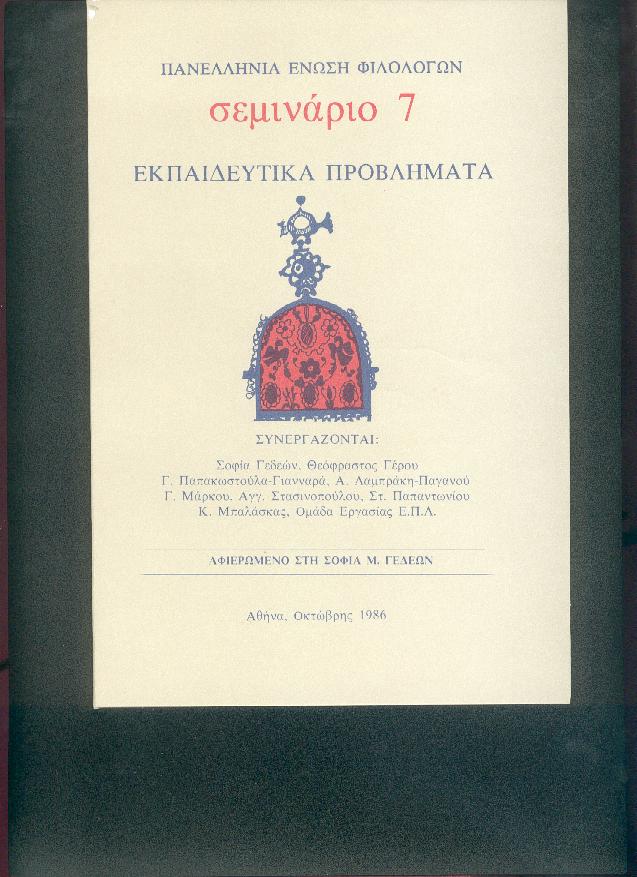 ΠΑΝΕΛΛΗΝΙΑ ΕΝΩΣΗ ΦΙΛΟΛΟΓΩΝ
σεμινάριο 7
ΕΚΠΑΙΔΕΥΤΙΚΑ ΠΡΟΒΛΗΜΑΤΑ
ΣΥΝΕΡΓΑΖΟΝΤΑΙ:
Σοφία Γεδεών, Θεόφραστος Γέρου
Γ. Παπακωστούλα-Γιανναρά, Α. Λαμπράκη-Παγανού
Γ. Μάρκου, Αγγ. Στασινοπούλου, Στ. Παπαντωνίου
Κ. Μπαλάσκας, Ομάδα Εργασίας Ε.Π.Λ.
ΑΦΙΕΡΩΜΕΝΟ ΣΤΗ ΣΟΦΙΑ Μ. ΓΕΔΕΩΝ
Αθήνα, Οκτώβρης 1986